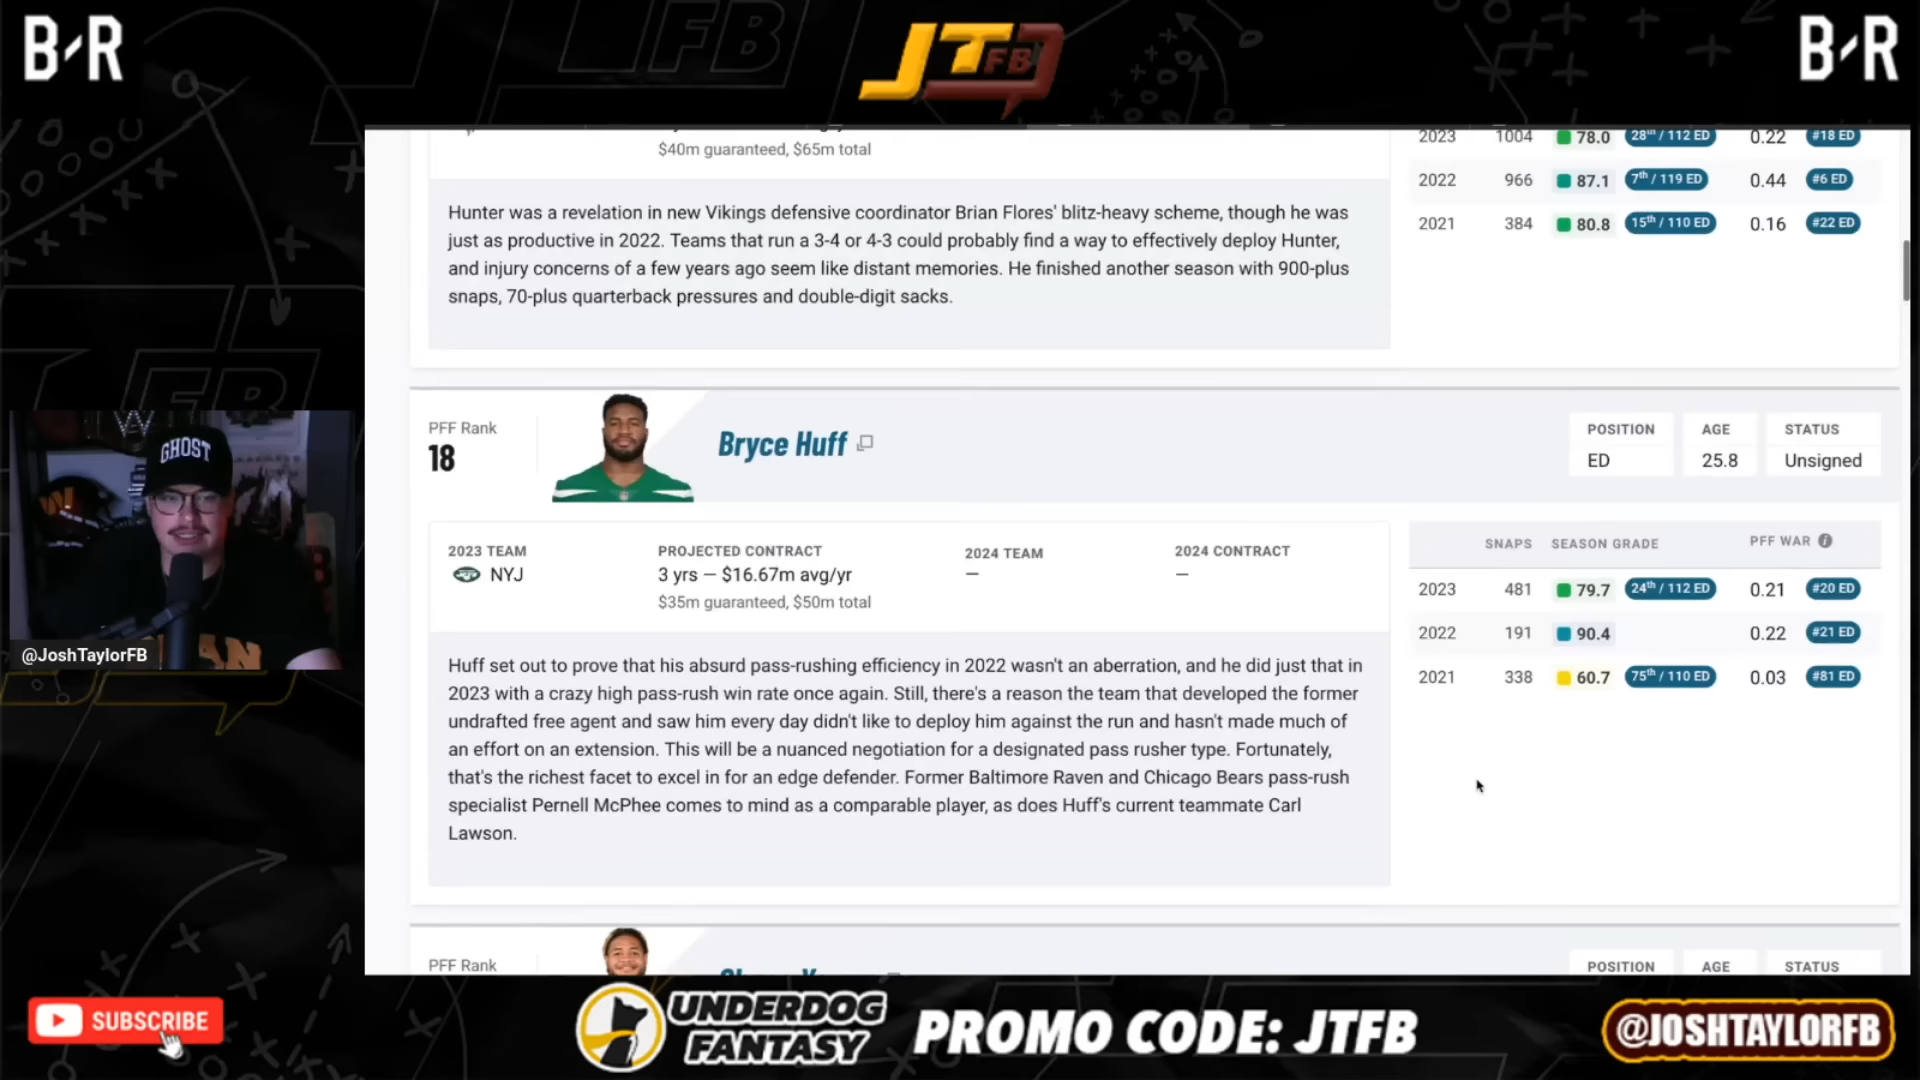 B/R
JTFB
B/R
$40m guaranteed, $65m total
2023 1004 78.0 28th / 112 ED 0.22 #18 ED
2022 966 87.1 7th / 119 ED 0.44 #6 ED
2021 384 80.8 15th / 110 ED 0.16 #22 ED
Hunter was a revelation in new Vikings defensive coordinator Brian Flores' blitz-heavy scheme, though he was
just as productive in 2022. Teams that run a 3-4 or 4-3 could probably find a way to effectively deploy Hunter,
and injury concerns of a few years ago seem like distant memories. He finished another season with 900-plus
snaps, 70-plus quarterback pressures and double-digit sacks.
PFF Rank
18
Bryce Huff
POSITION AGE STATUS
ED 25.8 Unsigned
2023 TEAM PROJECTED CONTRACT 2024 TEAM 2024 CONTRACT
NYJ 3 yrs – $16.67m avg/yr — —
$35m guaranteed, $50m total
SNAPS SEASON GRADE PFF WAR
2023 481 79.7 24th / 112 ED 0.21 #20 ED
2022 191 90.4 0.22 #21 ED
2021 338 60.7 75th / 110 ED 0.03 #81 ED
Huff set out to prove that his absurd pass-rushing efficiency in 2022 wasn't an aberration, and he did just that in
2023 with a crazy high pass-rush win rate once again. Still, there's a reason the team that developed the former
undrafted free agent and saw him every day didn't like to deploy him against the run and hasn't made much of
an effort on an extension. This will be a nuanced negotiation for a designated pass rusher type. Fortunately,
that's the richest facet to excel in for an edge defender. Former Baltimore Raven and Chicago Bears pass-rush
specialist Pernell McPhee comes to mind as a comparable player, as does Huff's current teammate Carl
Lawson.
PFF Rank
POSITION AGE STATUS
GHOST
@JoshTaylorFB
SUBSCRIBE
UNDERDOG
FANTASY
PROMO CODE: JTFB
@JOSHTAYLORFB